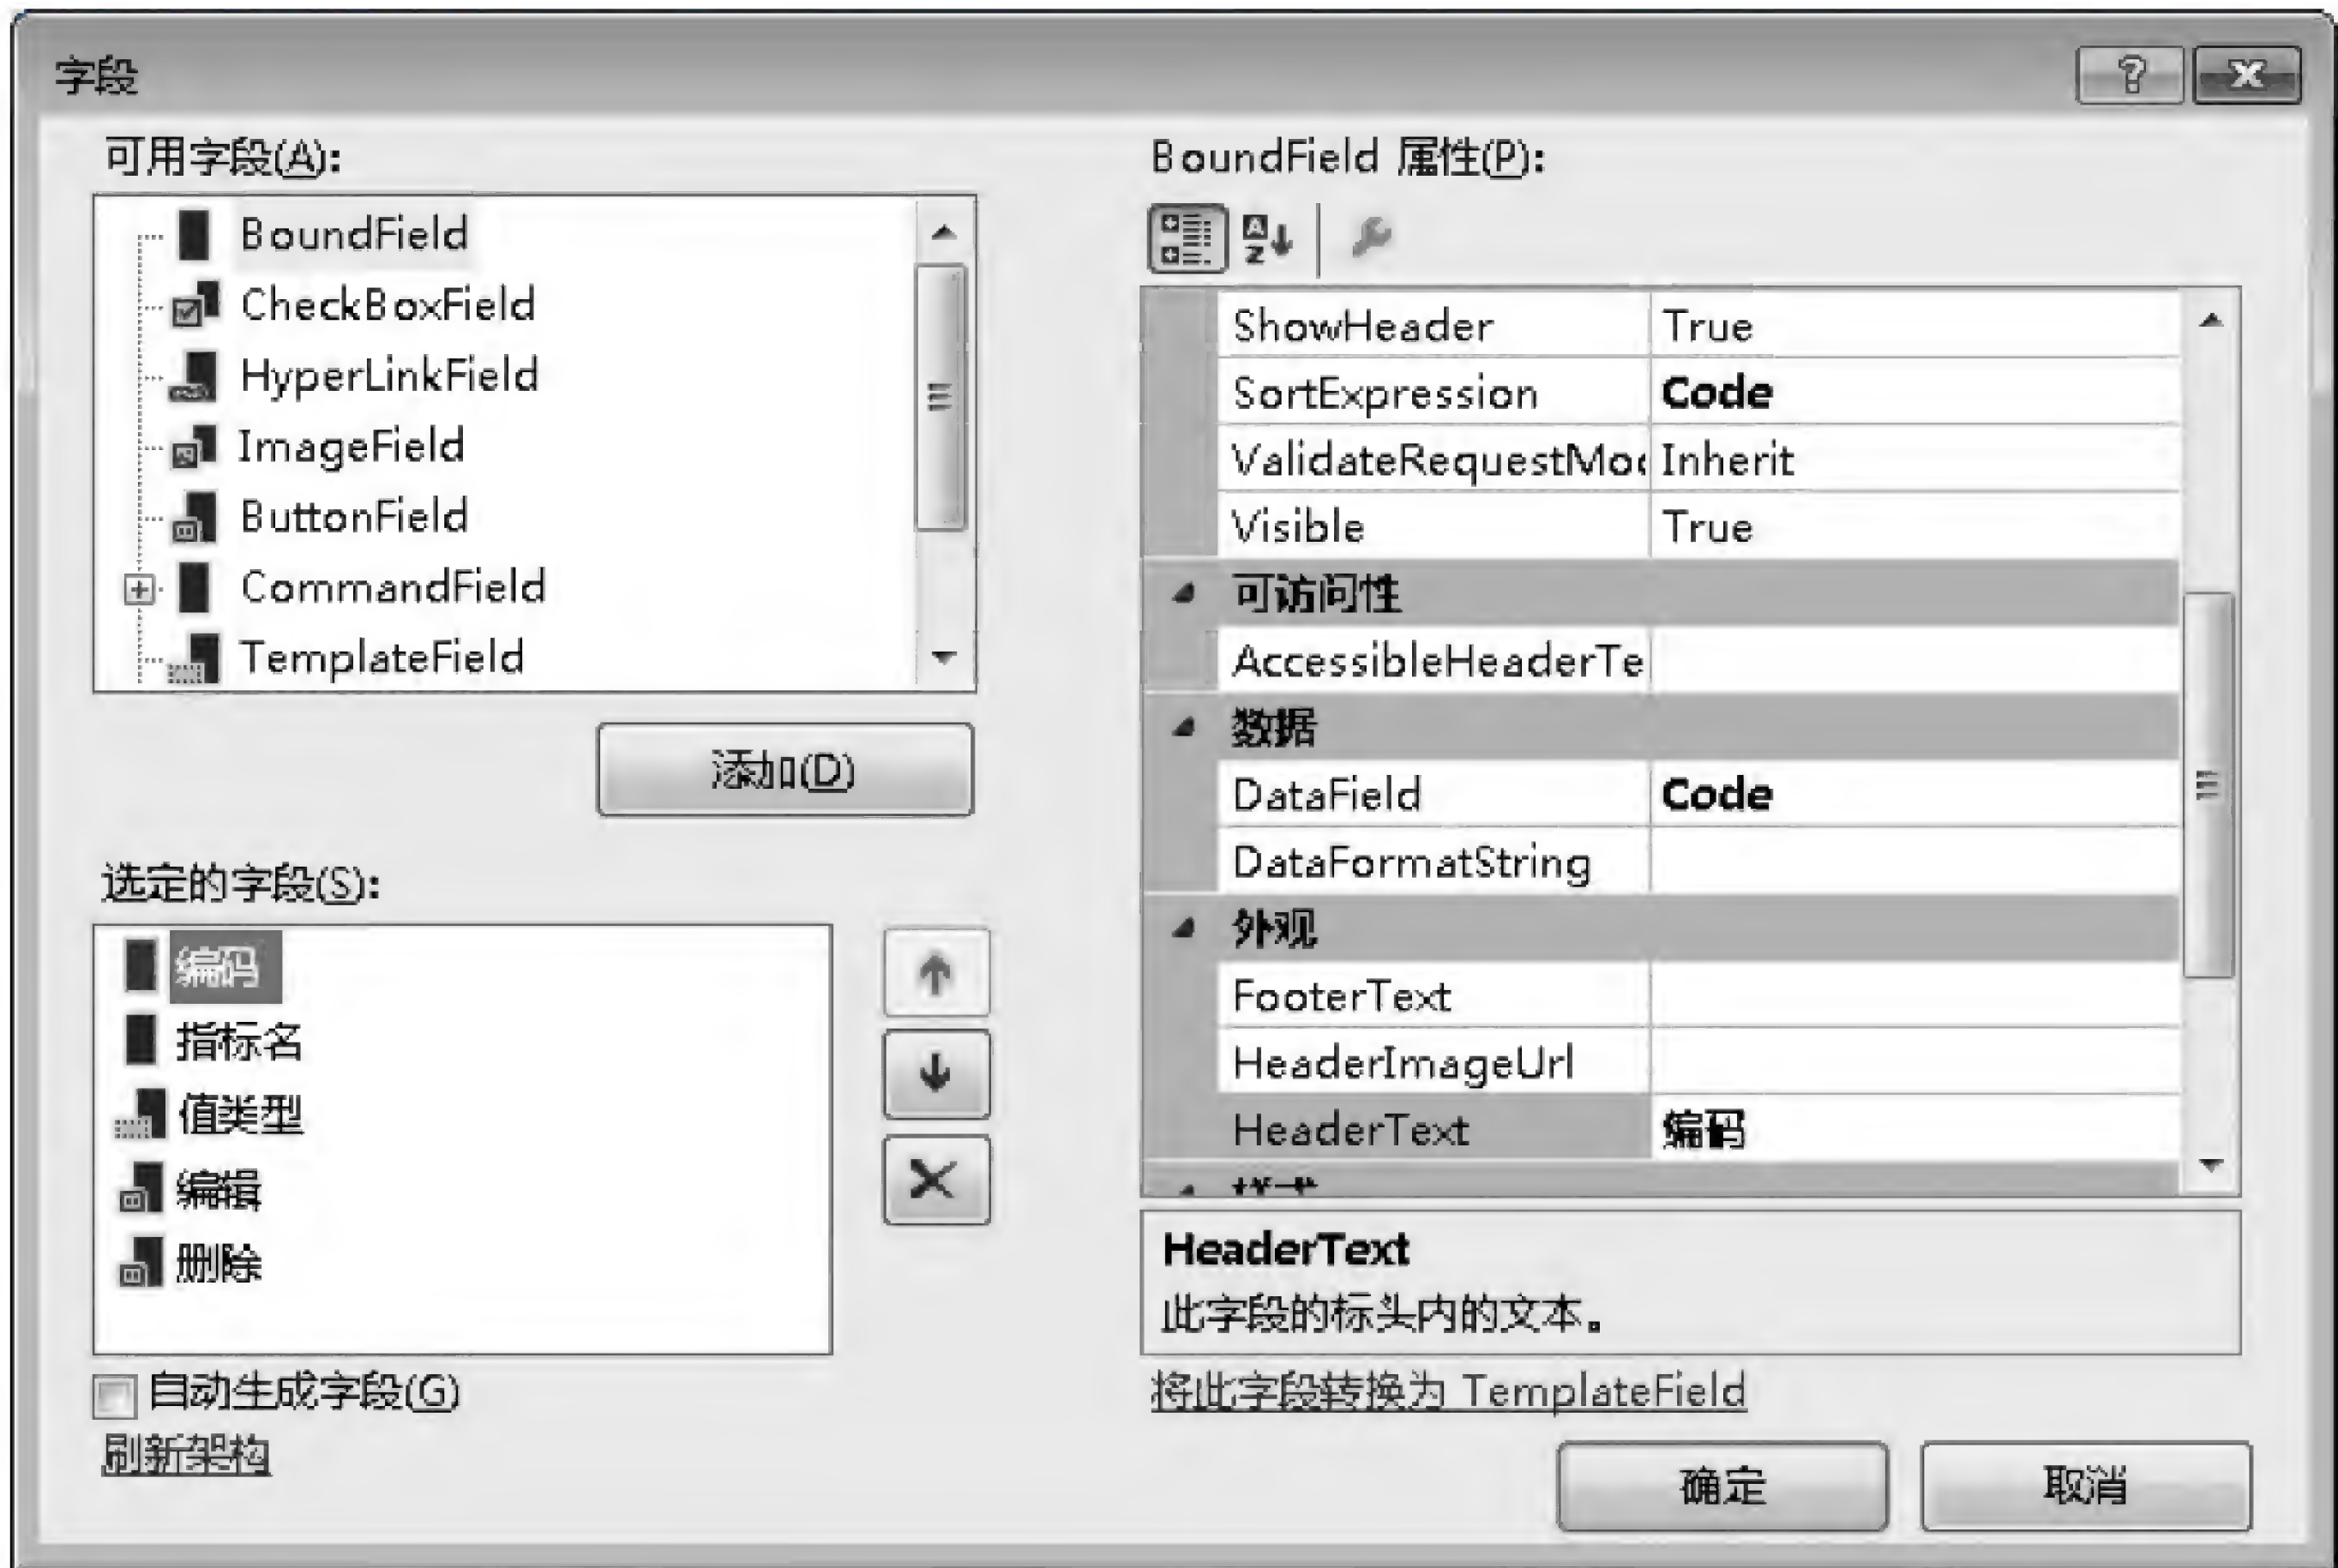 字段
可用字段(A):
BoundField
CheckBoxField
HyperLinkField
ImageField
ButtonField
CommandField
TemplateField
添加(D)
选定的字段(S):
编码
指标名
值类型
编辑
删除
自动生成字段(G)
刷新架构
BoundField 属性(P):
ShowHeader True
SortExpression Code
ValidateRequestMo Inherit
Visible True
可访问性
AccessibleHeaderTe
数据
DataField Code
DataFormatString
外观
FooterText
HeaderImageUrl
HeaderText 编码
HeaderText
此字段的标头内的文本。
将此字段转换为 TemplateField
确定 取消